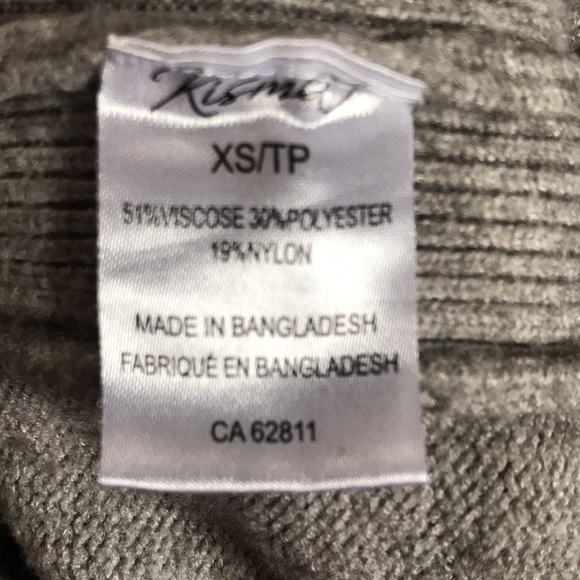 Kismet
XS/TP
51%VISCOSE 30%POLYESTER
19%NYLON
MADE IN BANGLADESH
FABRIQUÉ EN BANGLADESH
CA 62811